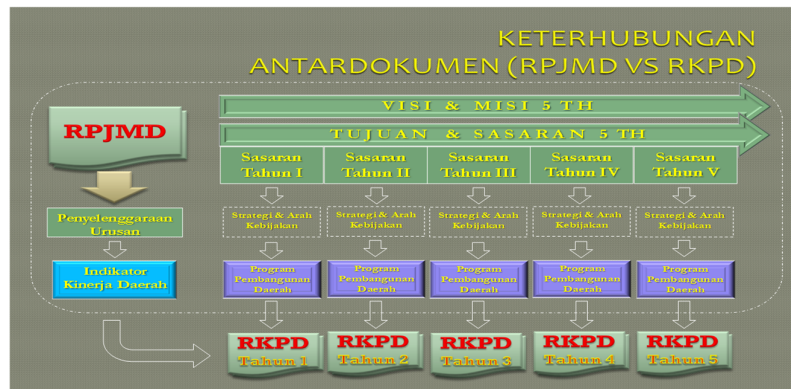 KETERHUBUNGAN
ANTARDOKUMEN (RPJMD VS RKPD)
VISI & MISI 5 TH
RPJMD
TUJUAN & SASARAN 5 TH
Sasaran
Tahun I
Sasaran
Tahun II
Sasaran
Tahun III
Sasaran
Tahun IV
Sasaran
Tahun V
Penyelenggaraan
Urusan
Strategi & Arah
Kebijakan
Strategi & Arah
Kebijakan
Strategi & Arah
Kebijakan
Strategi & Arah
Kebijakan
Strategi & Arah
Kebijakan
Indikator
Kinerja Daerah
Program
Pembangunan
Daerah
Program
Pembangunan
Daerah
Program
Pembangunan
Daerah
Program
Pembangunan
Daerah
Program
Pembangunan
Daerah
RKPD
Tahun 1
RKPD
Tahun 2
RKPD
Tahun 3
RKPD
Tahun 4
RKPD
Tahun 5